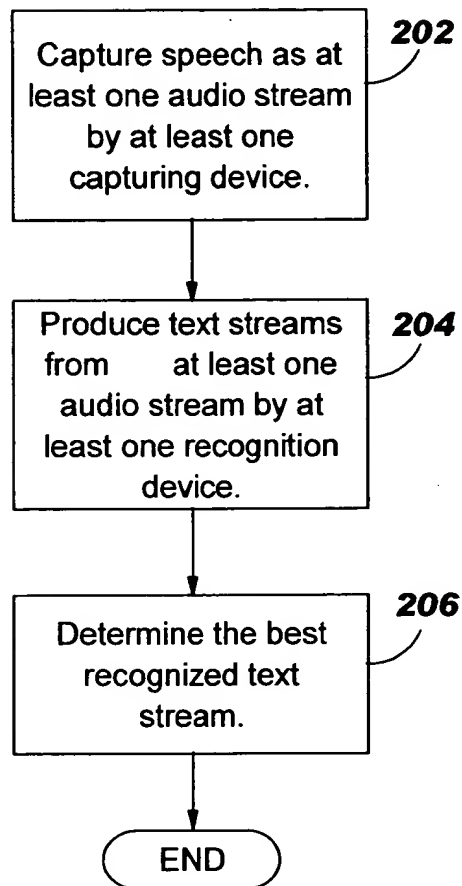 202
Capture speech as at
least one audio stream
by at least one
capturing device.
204
Produce text streams
from at least one
audio stream by at
least one recognition
device.
206
Determine the best
recognized text
stream.
END